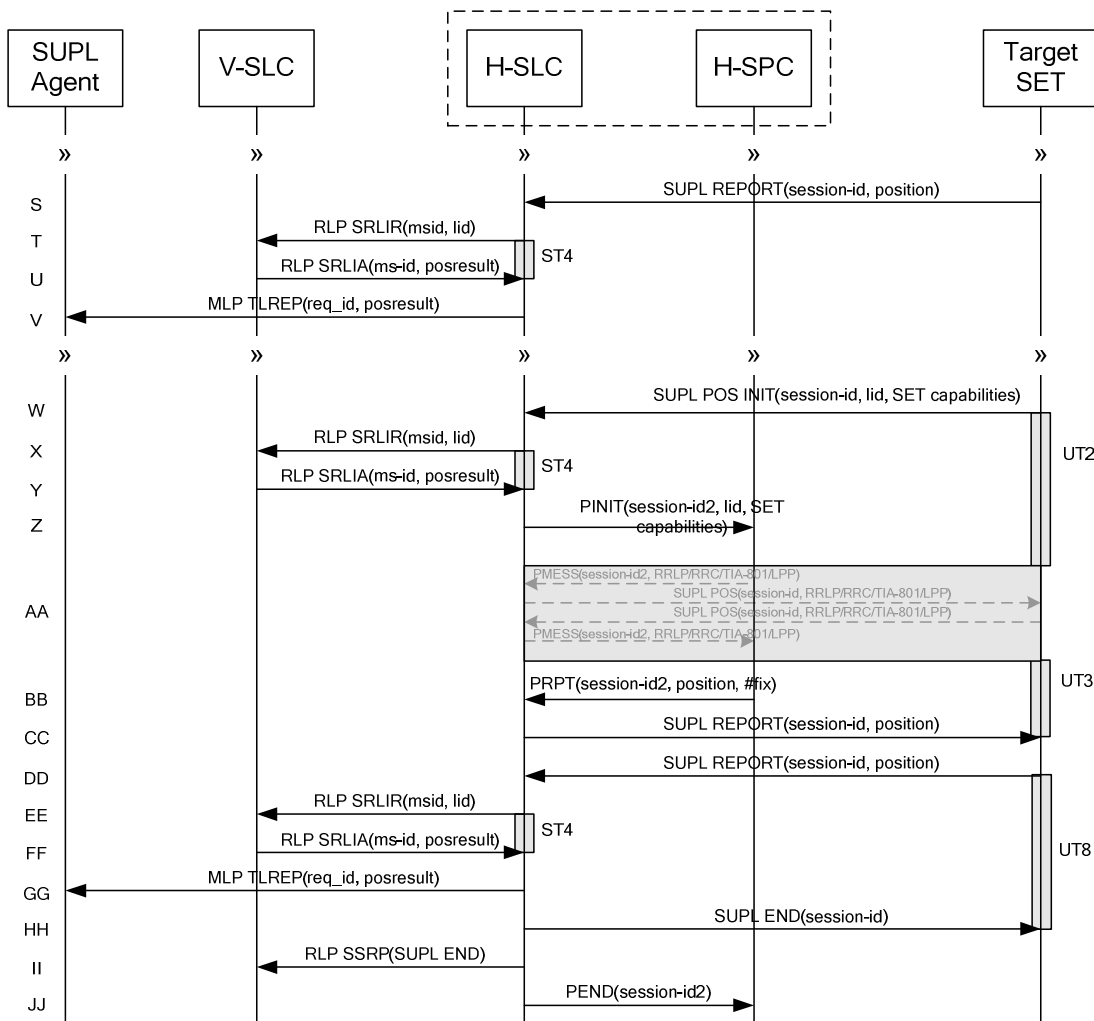 SUPL
Agent
V-SLC
H-SLC
H-SPC
Target
SET
» » » » »
S
SUPL REPORT(session-id, position)
T
RLP SRLIR(msid, lid)
ST4
U
RLP SRLIA(ms-id, posresult)
V
MLP TLREP(req_id, posresult)
» » » » »
W
SUPL POS INIT(session-id, lid, SET capabilities)
X
RLP SRLIR(msid, lid)
ST4
UT2
Y
RLP SRLIA(ms-id, posresult)
Z
PINIT(session-id2, lid, SET
capabilities)
PMESS(session-id2, RRLP/RRC/TIA-801/LPP)
SUPL POS(session-id, RRLP/RRC/TIA-801/LPP)
AA
SUPL POS(session-id, RRLP/RRC/TIA-801/LPP)
PMESS(session-id2, RRLP/RRC/TIA-801/LPP)
UT3
BB
PRPT(session-id2, position, #fix)
CC
SUPL REPORT(session-id, position)
DD
SUPL REPORT(session-id, position)
EE
RLP SRLIR(msid, lid)
ST4
FF
RLP SRLIA(ms-id, posresult)
UT8
GG
MLP TLREP(req_id, posresult)
HH
SUPL END(session-id)
II
RLP SSRP(SUPL END)
JJ
PEND(session-id2)